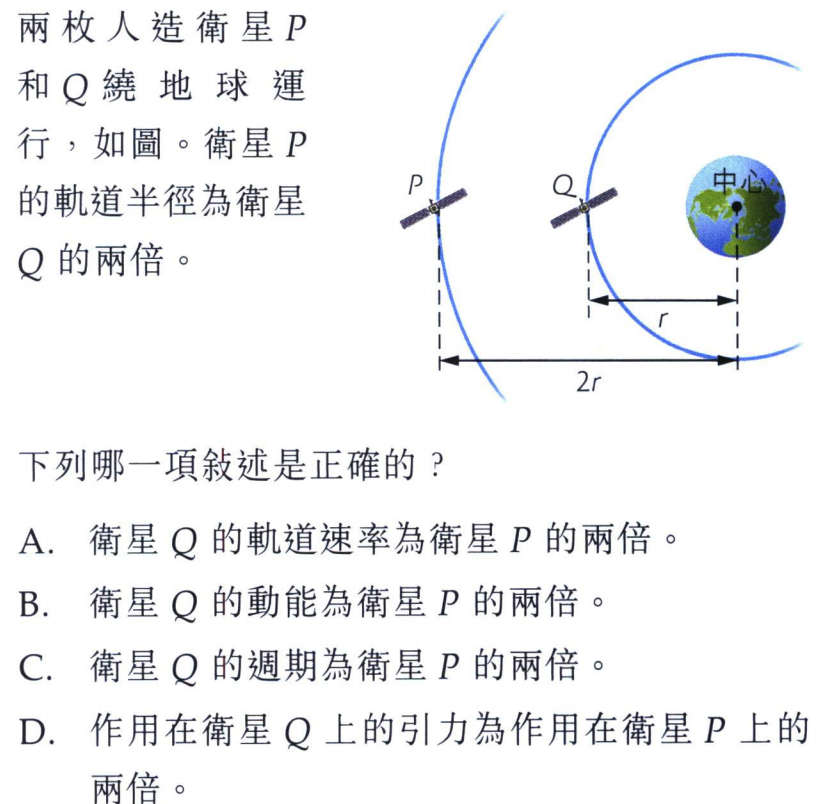 兩枚人造衛星 P
和 Q 繞地球運
行，如圖。衛星 P
的軌道半徑為衛星
Q 的兩倍。
P
Q
中心
r
2r
下列哪一項敍述是正確的？
A. 衛星 Q 的軌道速率為衛星 P 的兩倍。
B. 衛星 Q 的動能為衛星 P 的兩倍。
C. 衛星 Q 的週期為衛星 P 的兩倍。
D. 作用在衛星 Q 上的引力為作用在衛星 P 上的
兩倍。